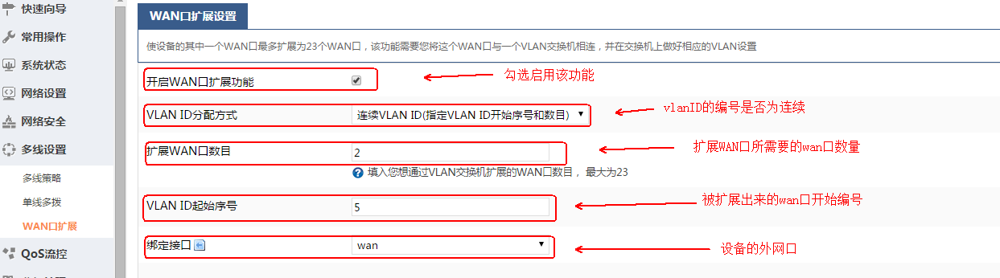 快速向导
常用操作
系统状态
网络设置
网络安全
多线设置
多线策略
单线多拨
WAN口扩展
QoS流控
WAN口扩展设置
使设备的其中一个WAN口最多扩展为23个WAN口，该功能需要您将这个WAN口与一个VLAN交换机相连，并在交换机上做好相应的VLAN设置
开启WAN口扩展功能
勾选启用该功能
VLAN ID分配方式
连续VLAN ID(指定VLAN ID开始序号和数目)
vlanID的编号是否为连续
扩展WAN口数目
2
扩展WAN口所需要的wan口数量
填入您想通过VLAN交换机扩展的WAN口数目 ，最大为23
VLAN ID起始序号
5
被扩展出来的wan口开始编号
绑定接口
wan
设备的外网口